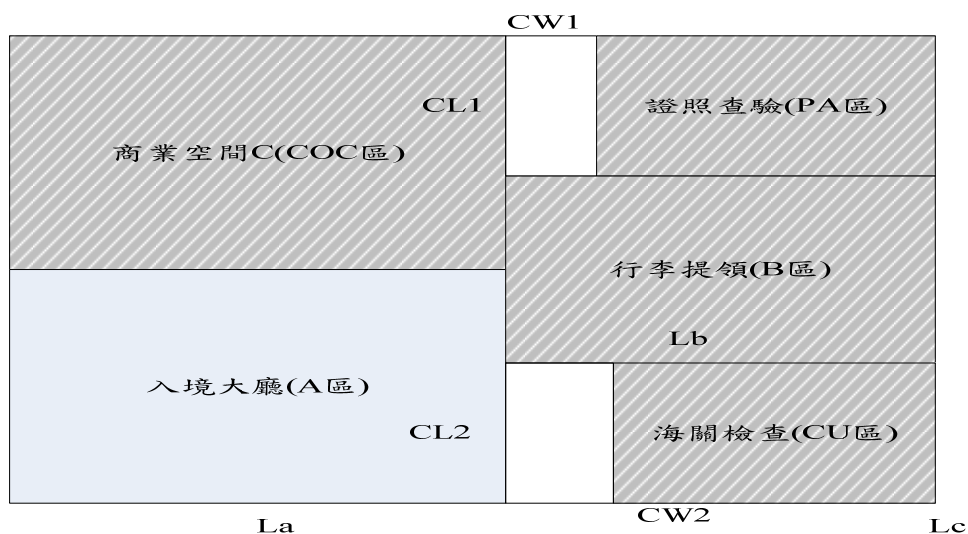 CW1
CL1
證照查驗(PA區)
商業空間C(COC區)
行李提領(B區)
Lb
入境大廳(A區)
CL2
海關檢查(CU區)
La
CW2
Lc